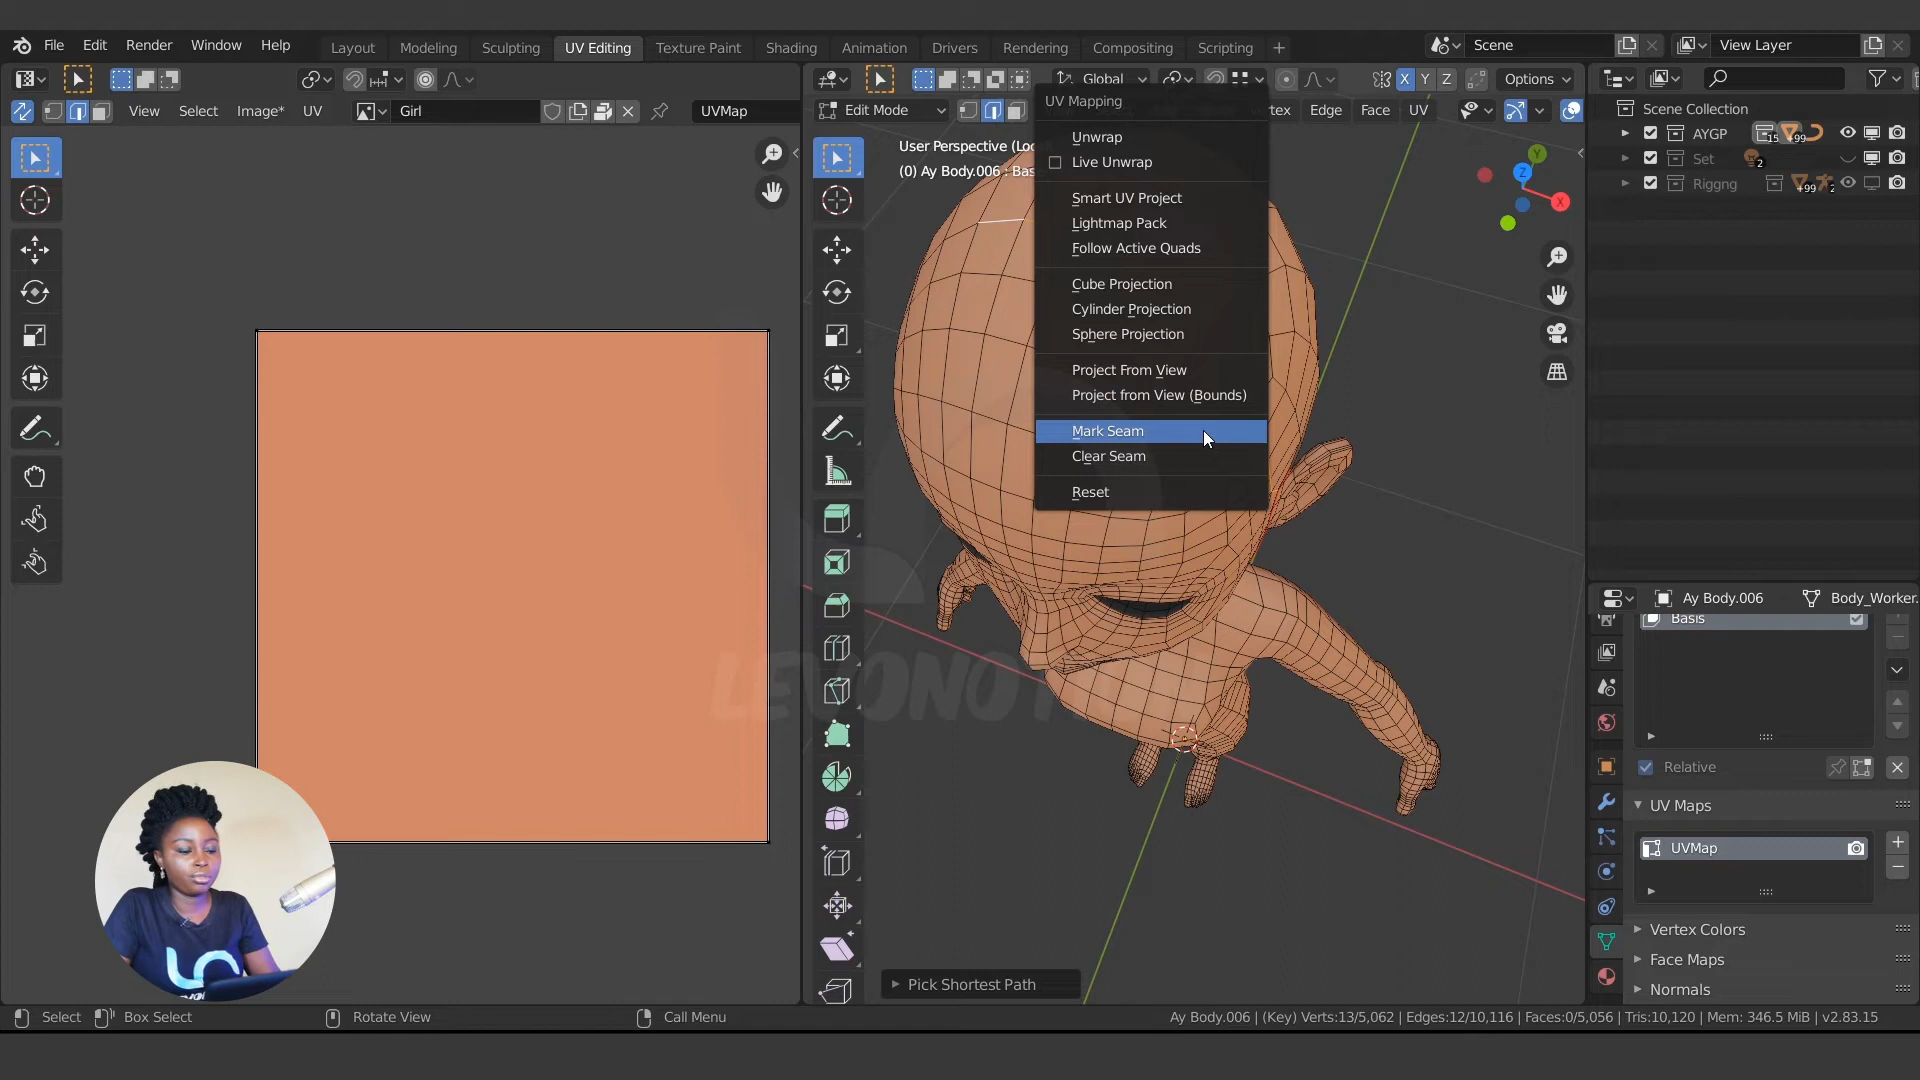 File Edit Render Window Help Layout Modeling Sculpting UV Editing Texture Paint Shading Animation Drivers Rendering Compositing Scripting + Scene View Layer
Global Options
View Select Image* UV Girl UVMap
Edit Mode Edge Face UV
User Perspective
(0) Ay Body.006 : Bas
UV Mapping
Unwrap
Live Unwrap
Smart UV Project
Lightmap Pack
Follow Active Quads
Cube Projection
Cylinder Projection
Sphere Projection
Project From View
Project from View (Bounds)
Mark Seam
Clear Seam
Reset
X Y Z
Y
Z
X
Scene Collection
AYGP 15 +99
Set 2
Riggng +99 2
Ay Body.006 Body_Worker.
Basis
Relative
UV Maps
UVMap
Vertex Colors
Face Maps
Normals
Pick Shortest Path
Select Box Select Rotate View Call Menu
Ay Body.006 | (Key) Verts:13/5,062 | Edges:12/10,116 | Faces:0/5,056 | Tris:10,120 | Mem: 346.5 MiB | v2.83.15